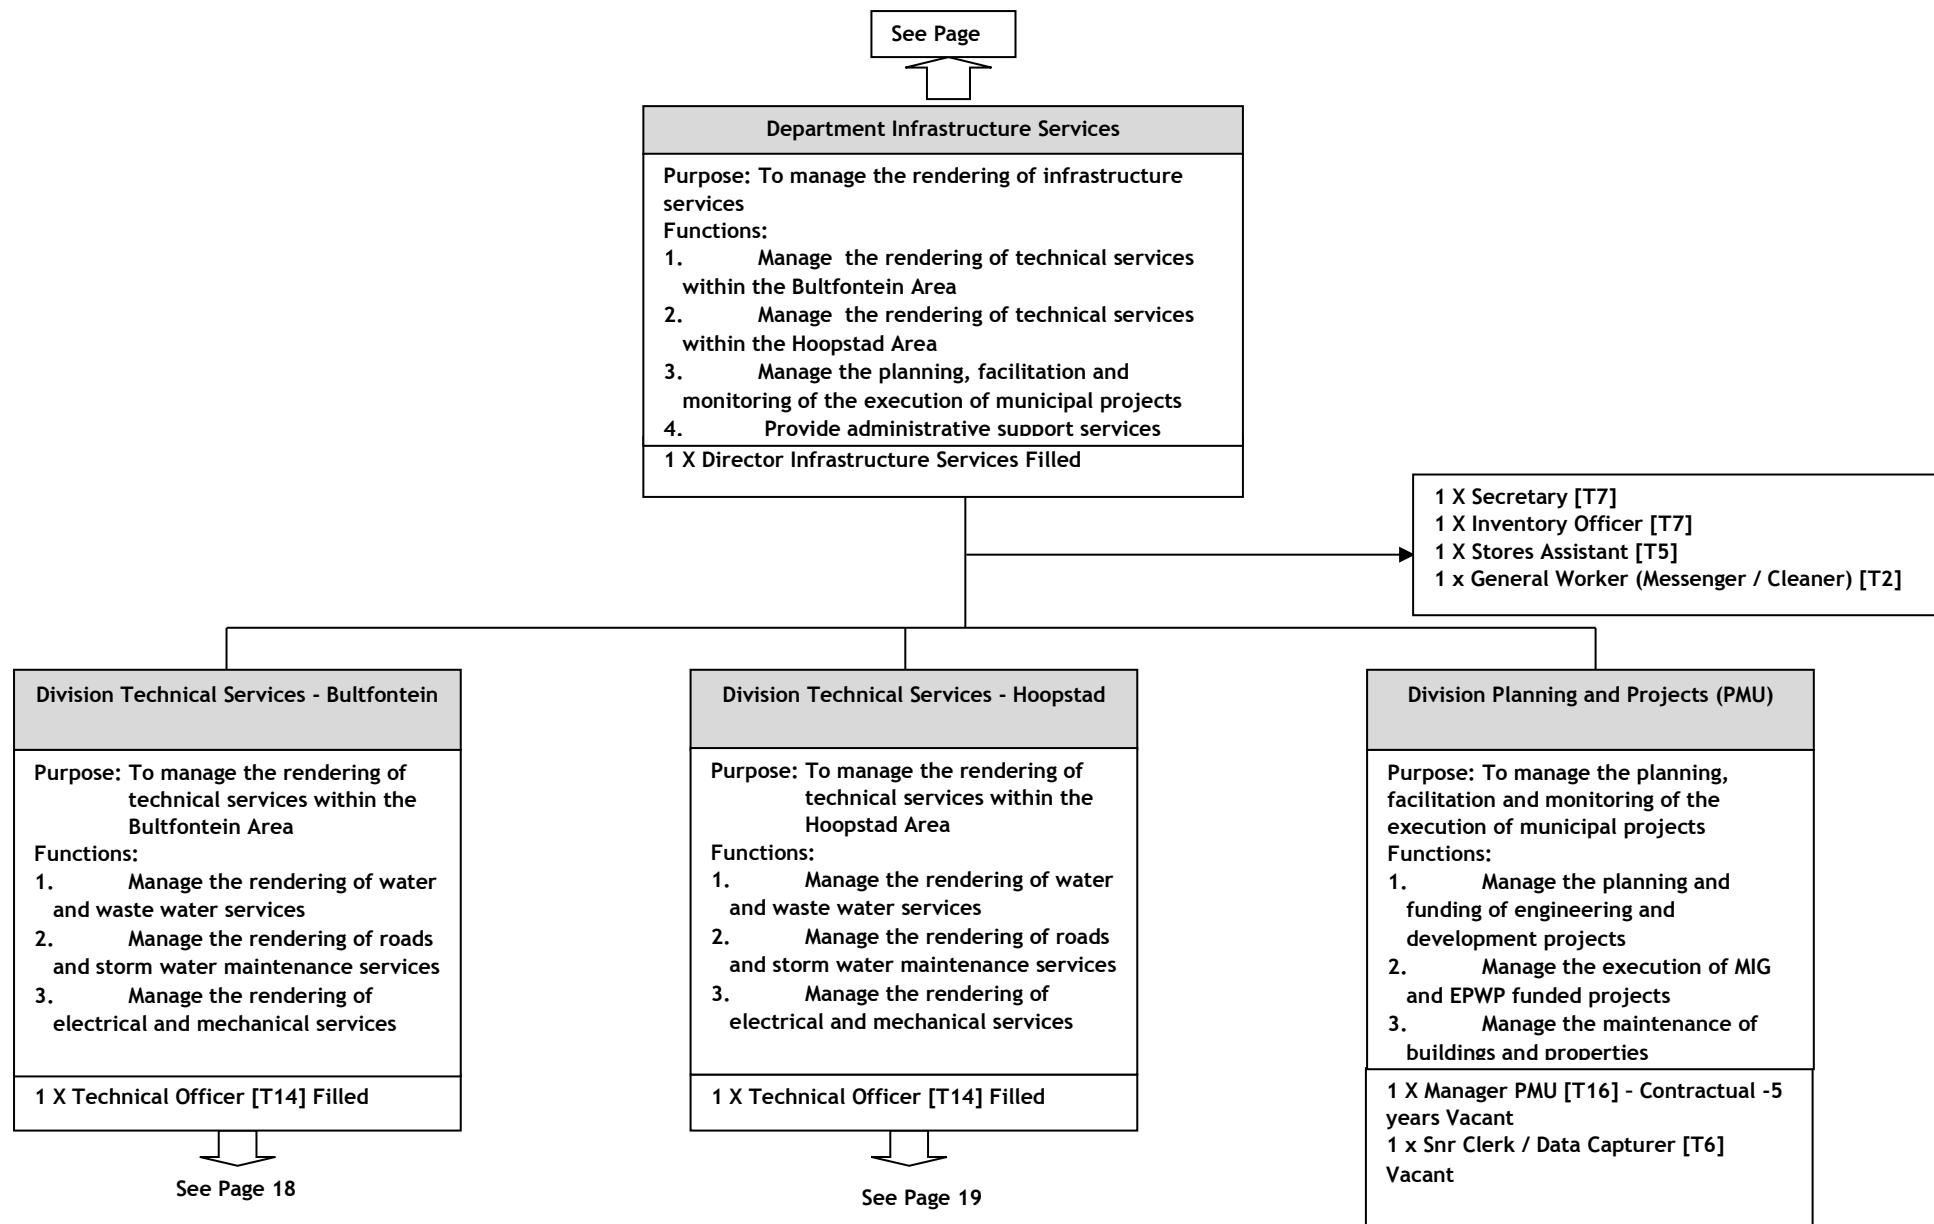 See Page
Department Infrastructure Services
Purpose: To manage the rendering of infrastructure
services
Functions:
1. Manage the rendering of technical services
within the Bultfontein Area
2. Manage the rendering of technical services
within the Hoopstad Area
3. Manage the planning, facilitation and
monitoring of the execution of municipal projects
4. Provide administrative support services
1 X Director Infrastructure Services Filled
1 X Secretary [T7]
1 X Inventory Officer [T7]
1 X Stores Assistant [T5]
1 x General Worker (Messenger / Cleaner) [T2]
Division Technical Services - Bultfontein
Purpose: To manage the rendering of
technical services within the
Bultfontein Area
Functions:
1. Manage the rendering of water
and waste water services
2. Manage the rendering of roads
and storm water maintenance services
3. Manage the rendering of
electrical and mechanical services
1 X Technical Officer [T14] Filled
See Page 18
Division Technical Services - Hoopstad
Purpose: To manage the rendering of
technical services within the
Hoopstad Area
Functions:
1. Manage the rendering of water
and waste water services
2. Manage the rendering of roads
and storm water maintenance services
3. Manage the rendering of
electrical and mechanical services
1 X Technical Officer [T14] Filled
See Page 19
Division Planning and Projects (PMU)
Purpose: To manage the planning,
facilitation and monitoring of the
execution of municipal projects
Functions:
1. Manage the planning and
funding of engineering and
development projects
2. Manage the execution of MIG
and EPWP funded projects
3. Manage the maintenance of
buildings and properties
1 X Manager PMU [T16] – Contractual -5
years Vacant
1 x Snr Clerk / Data Capturer [T6]
Vacant